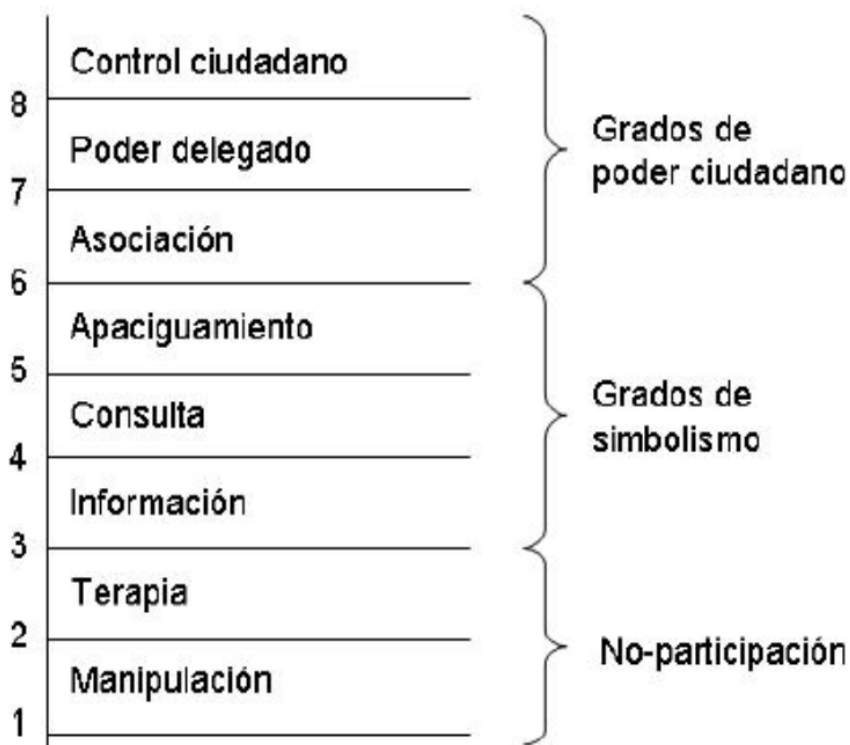 Control ciudadano
8
Poder delegado
7
Asociación
6
Apaciguamiento
5
Consulta
4
Información
3
Terapia
2
Manipulación
1
Grados de
poder ciudadano
Grados de
simbolismo
No-participación